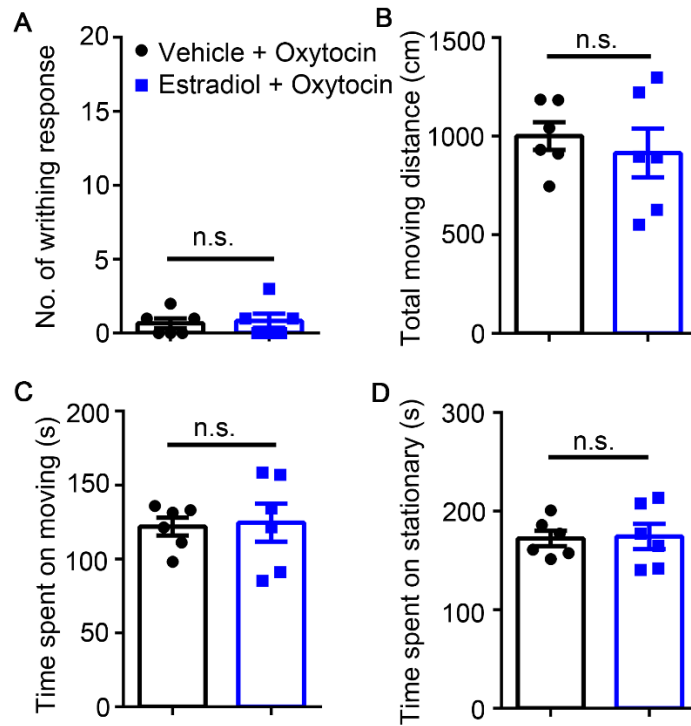 A
No. of writhing response
20
15
10
5
0
Vehicle + Oxytocin
Estradiol + Oxytocin
n.s.
B
Total moving distance (cm)
1500
1000
500
0
n.s.
C
Time spent on moving (s)
200
150
100
50
0
n.s.
D
Time spent on stationary (s)
300
200
100
0
n.s.